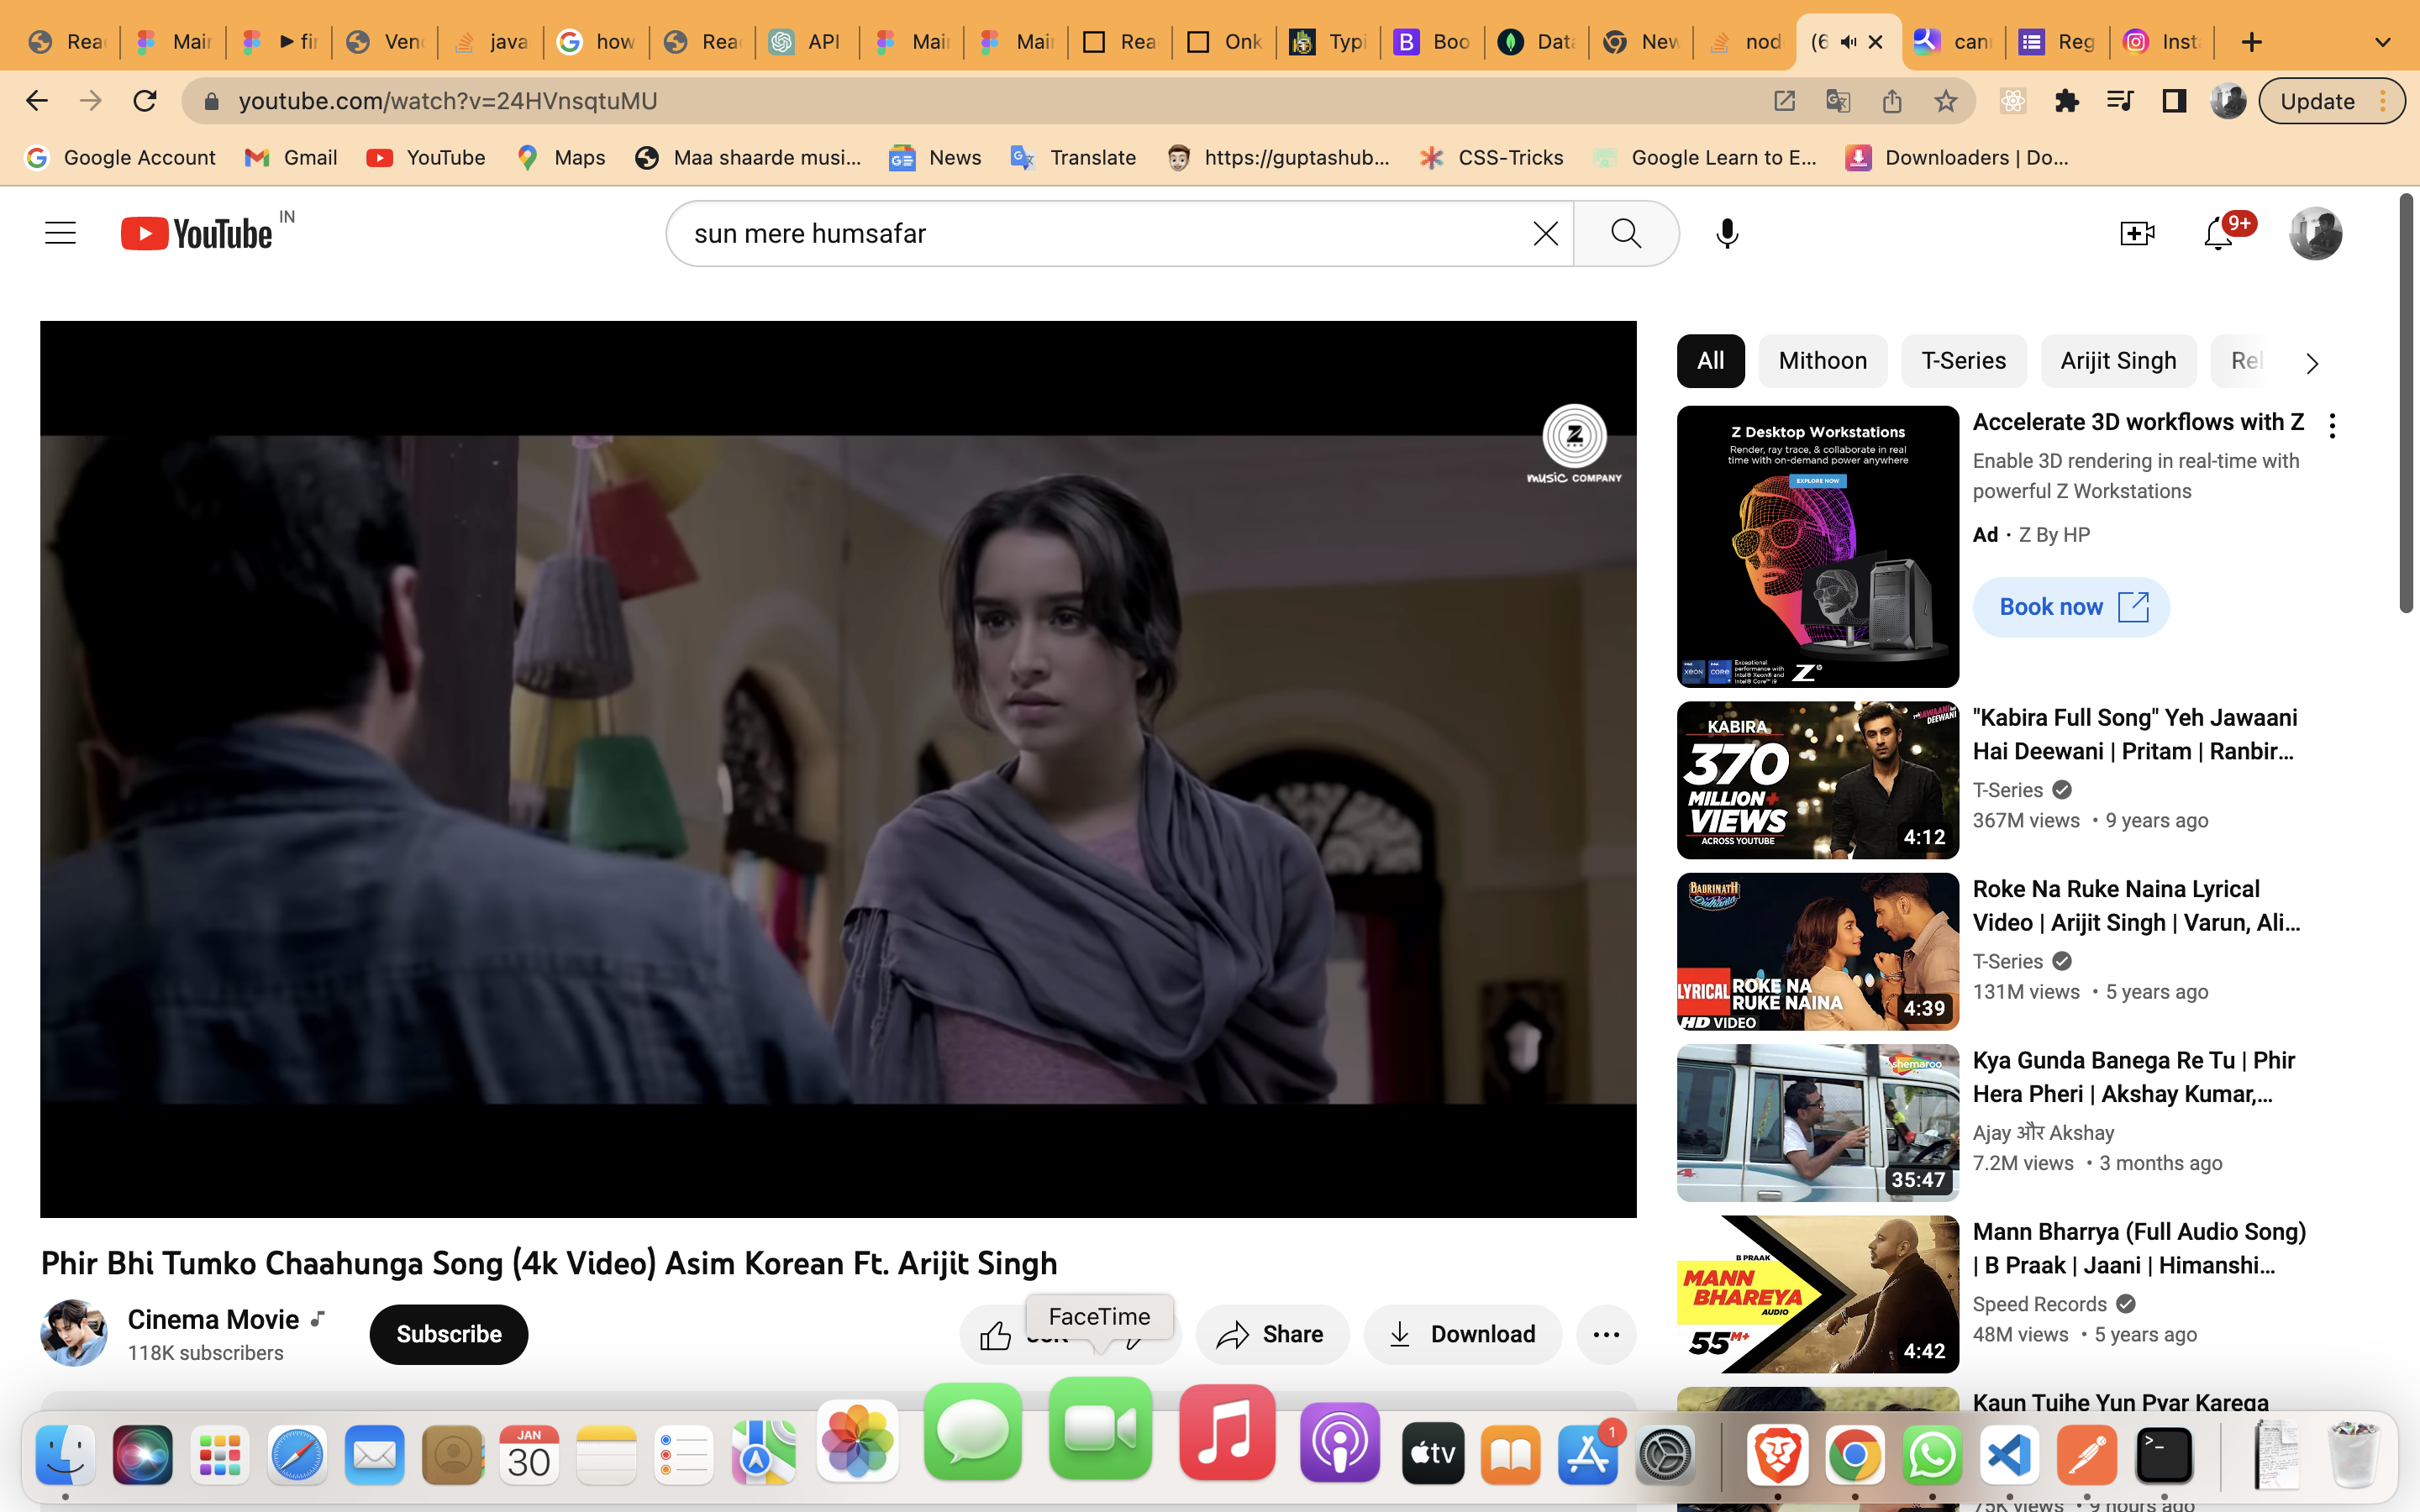 Rea
Mair
fir
Ven
java
how
Rea
API
Mair
Mair
Rea
Onk
Typi
Boo
Data
New
nod
(6
can
Reg
Inst
youtube.com/watch?v=24HVnsqtuMU
Update
Google Account
Gmail
YouTube
Maps
Maa shaarde musi...
News
Translate
https://guptashub...
CSS-Tricks
Google Learn to E...
Downloaders | Do...
YouTube IN
sun mere humsafar
9+
Z
music COMPANY
All
Mithoon
T-Series
Arijit Singh
Rel
Z Desktop Workstations
Render, ray trace, & collaborate in real
time with on-demand power anywhere
EXPLORE NOW
Accelerate 3D workflows with Z
Enable 3D rendering in real-time with
powerful Z Workstations
Ad · Z By HP
Book now
KABIRA
370
MILLION+
VIEWS
ACROSS YOUTUBE
4:12
"Kabira Full Song" Yeh Jawaani
Hai Deewani | Pritam | Ranbir...
T-Series
367M views • 9 years ago
BADRINATH
LYRICAL
ROKE NA
RUKE NAINA
HD VIDEO
4:39
Roke Na Ruke Naina Lyrical
Video | Arijit Singh | Varun, Ali...
T-Series
131M views • 5 years ago
shemaroo
35:47
Kya Gunda Banega Re Tu | Phir
Hera Pheri | Akshay Kumar,...
Ajay और Akshay
7.2M views • 3 months ago
B PRAAK
MANN
BHAREYA
AUDIO
55M+
4:42
Mann Bharrya (Full Audio Song)
| B Praak | Jaani | Himanshi...
Speed Records
48M views • 5 years ago
Kaun Tujhe Yun Pyar Karega
Phir Bhi Tumko Chaahunga Song (4k Video) Asim Korean Ft. Arijit Singh
Cinema Movie
118K subscribers
Subscribe
FaceTime
Share
Download
JAN
30
tv
1
75K views • 9 hours ago